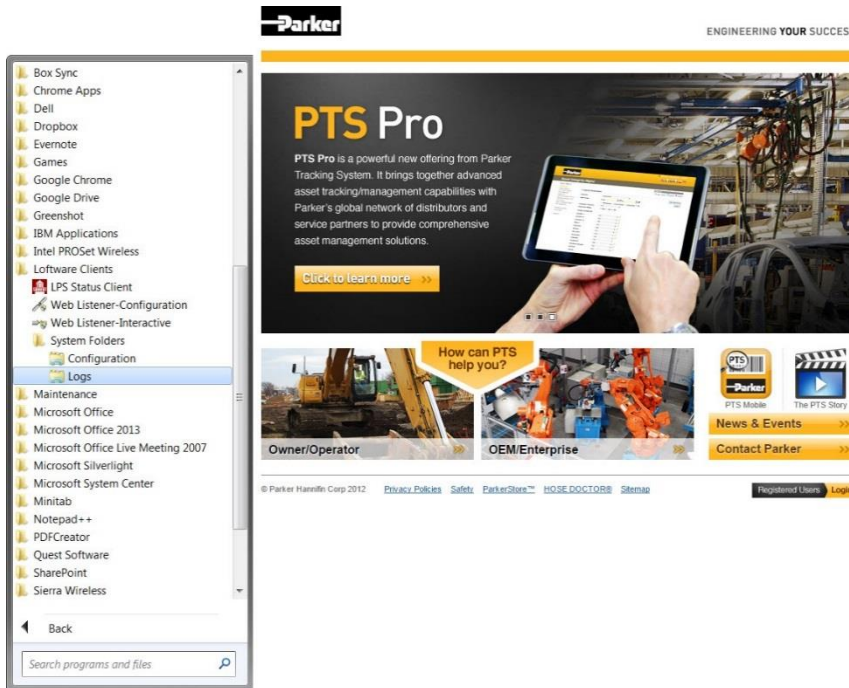 Box Sync
Chrome Apps
Dell
Dropbox
Evernote
Games
Google Chrome
Google Drive
Greenshot
IBM Applications
Intel PROSet Wireless
Loftware Clients
LPS Status Client
Web Listener-Configuration
Web Listener-Interactive
System Folders
Configuration
Logs
Maintenance
Microsoft Office
Microsoft Office 2013
Microsoft Office Live Meeting 2007
Microsoft Silverlight
Microsoft System Center
Minitab
Notepad++
PDFCreator
Quest Software
SharePoint
Sierra Wireless
Back
Search programs and files
Parker
ENGINEERING YOUR SUCCES
PTS Pro
PTS Pro is a powerful new offering from Parker
Tracking System. It brings together advanced
asset tracking/management capabilities with
Parker's global network of distributors and
service partners to provide comprehensive
asset management solutions.
Click to learn more >>
How can PTS
help you?
Owner/Operator >>
OEM/Enterprise >>
PTS
Parker
PTS Mobile
The PTS Story
News & Events >>
Contact Parker >>
© Parker Hannifin Corp 2012 Privacy Policies Safety ParkerStore™ HOSE DOCTOR® Sitemap
Registered Users Login